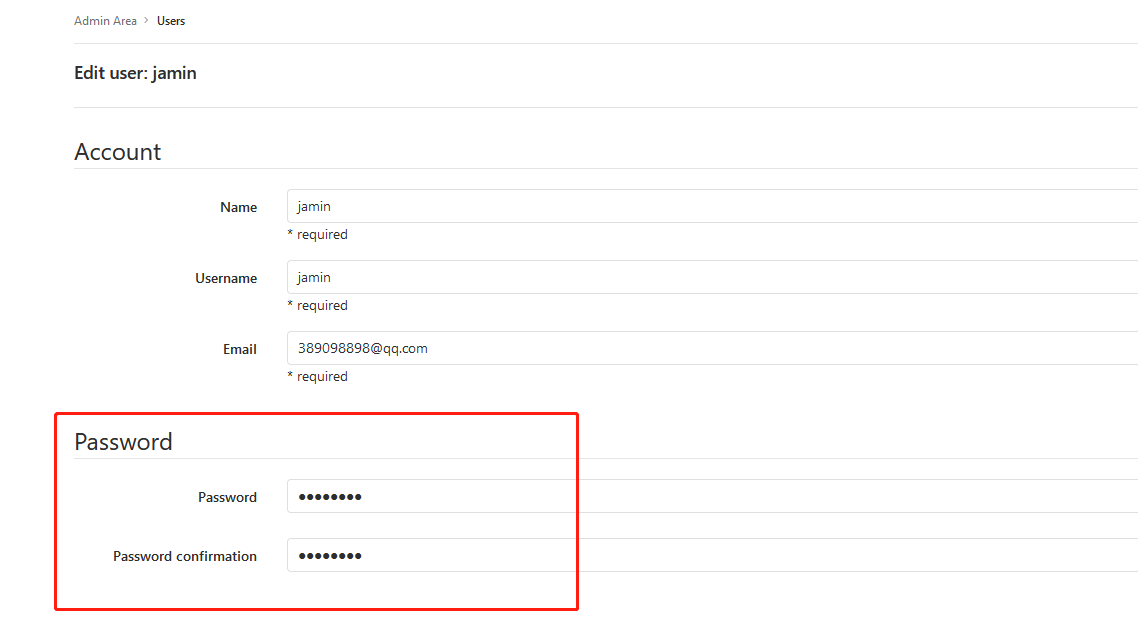 Admin Area > Users
Edit user: jamin
Account
Name jamin
* required
Username jamin
* required
Email 389098898@qq.com
* required
Password
Password ••••••••
Password confirmation ••••••••